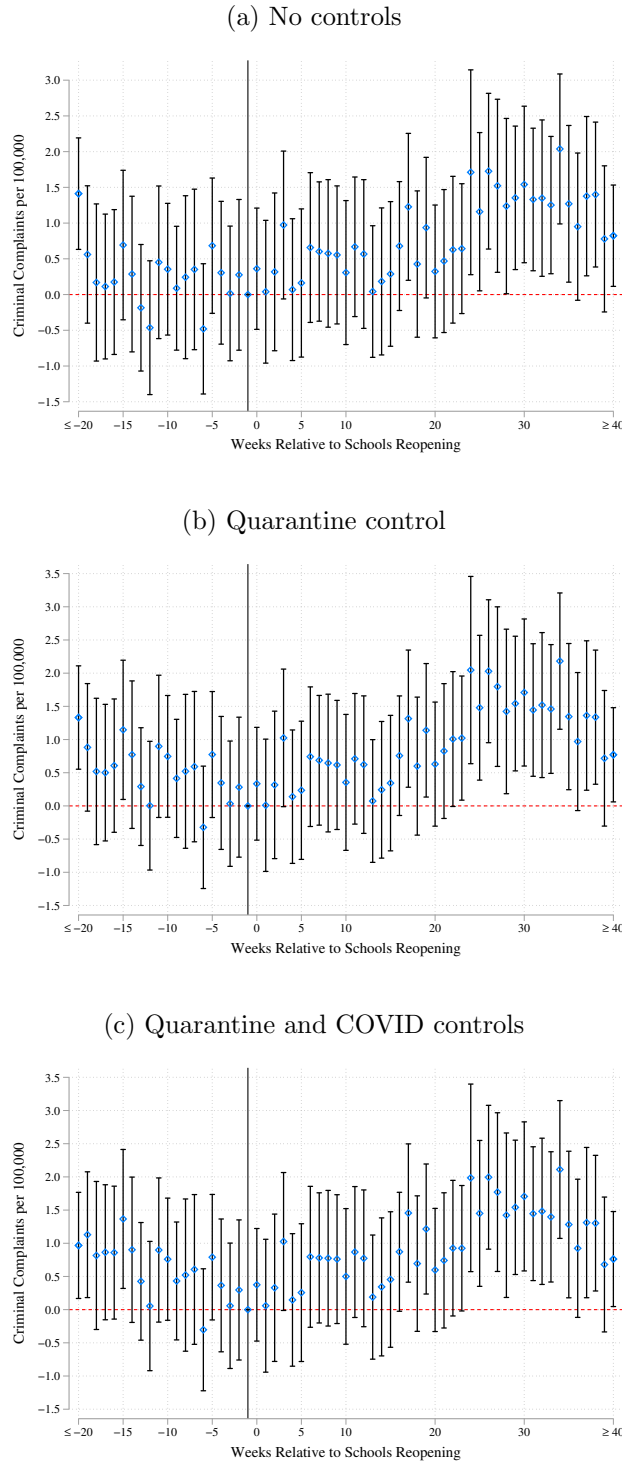 (a) No controls
3.0
2.5
2.0
1.5
1.0
0.5
0.0
−0.5
−1.0
−1.5
Criminal Complaints per 100,000
≤ −20 −15 −10 −5 0 5 10 20 30 ≥ 40
Weeks Relative to Schools Reopening
(b) Quarantine control
3.5
3.0
2.5
2.0
1.5
1.0
0.5
0.0
−0.5
−1.0
−1.5
Criminal Complaints per 100,000
≤ −20 −15 −10 −5 0 5 10 20 30 ≥ 40
Weeks Relative to Schools Reopening
(c) Quarantine and COVID controls
3.5
3.0
2.5
2.0
1.5
1.0
0.5
0.0
−0.5
−1.0
−1.5
Criminal Complaints per 100,000
≤ −20 −15 −10 −5 0 5 10 20 30 ≥ 40
Weeks Relative to Schools Reopening